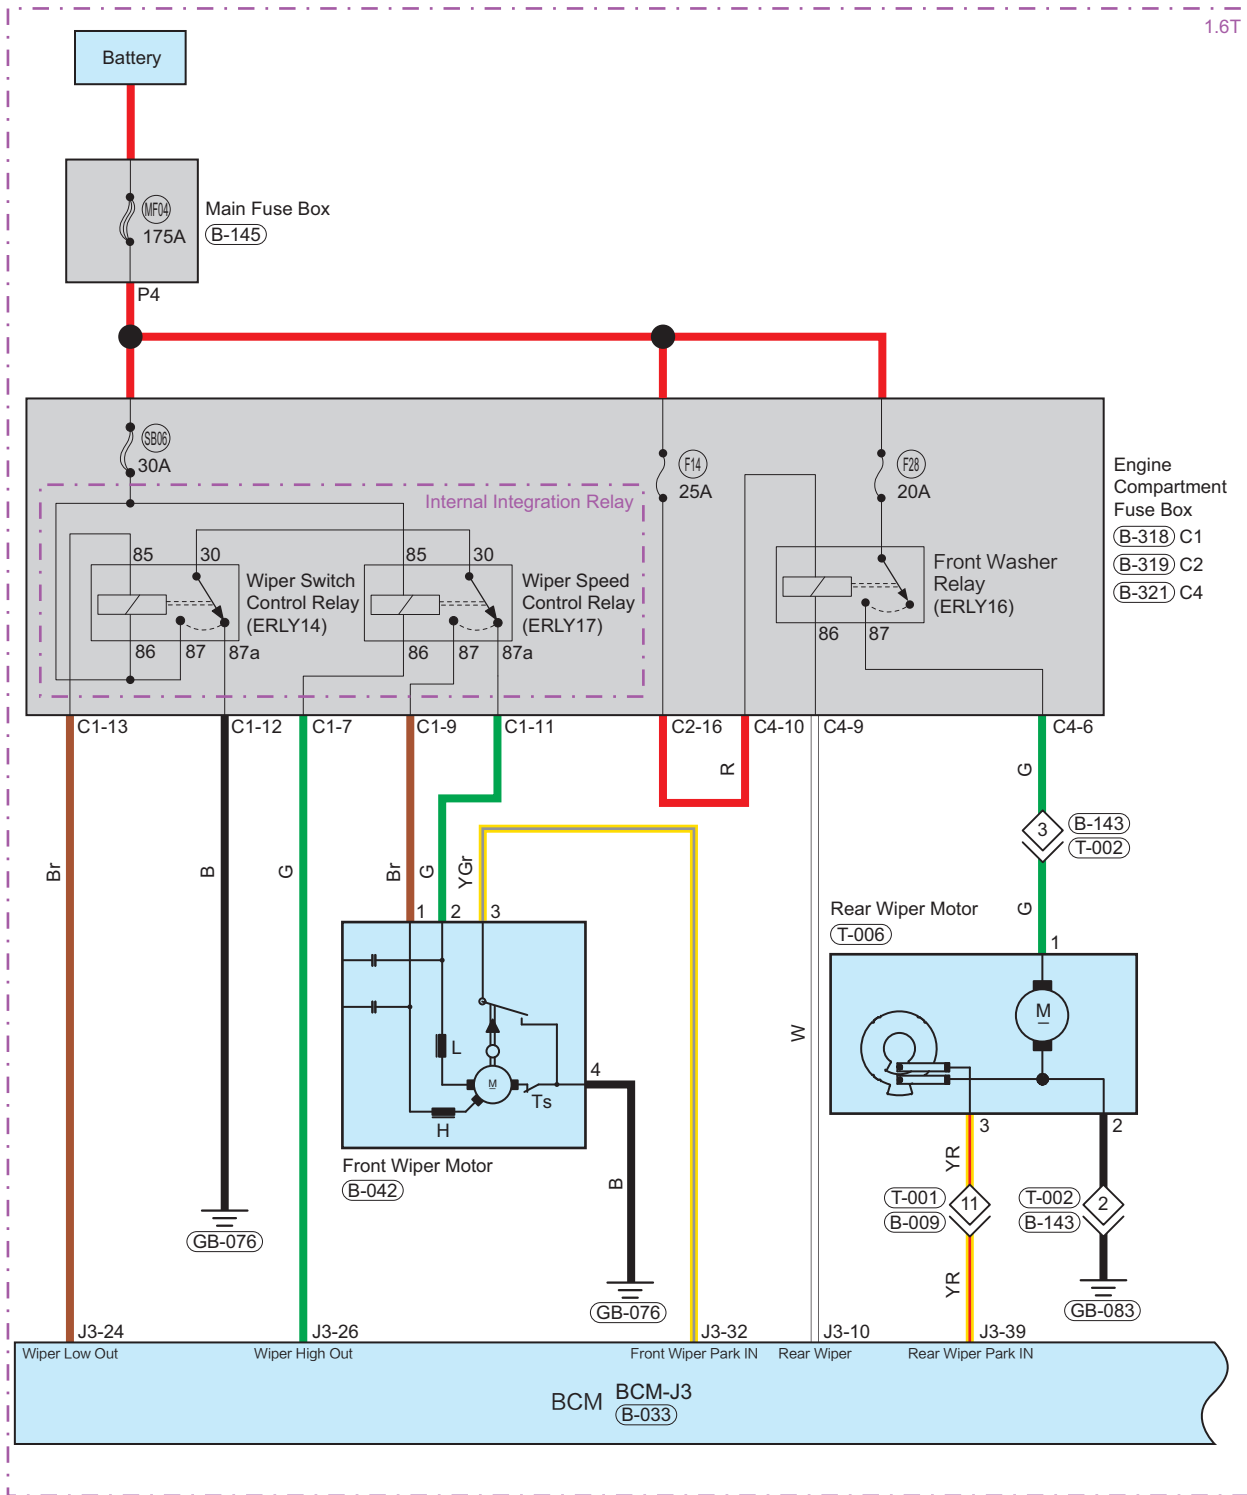 1.6T
Battery
MF04
175A
Main Fuse Box
B-145
P4
SB06
30A
F14
25A
F28
20A
Engine
Compartment
Fuse Box
B-318 C1
B-319 C2
B-321 C4
Internal Integration Relay
85
30
85
30
Wiper Switch
Control Relay
(ERLY14)
Wiper Speed
Control Relay
(ERLY17)
Front Washer
Relay
(ERLY16)
86
87
87a
86
87
87a
86
87
C1-13
C1-12
C1-7
C1-9
C1-11
C2-16
C4-10
C4-9
C4-6
R
G
3
B-143
T-002
Br
B
G
Br
G
YGr
G
1
2
3
Rear Wiper Motor
T-006
1
M
L
M
Ts
H
4
W
3
2
Front Wiper Motor
B-042
B
YR
T-001
B-009
11
T-002
B-143
2
GB-076
YR
GB-076
GB-083
J3-24
J3-26
J3-32
J3-10
J3-39
Wiper Low Out
Wiper High Out
Front Wiper Park IN
Rear Wiper
Rear Wiper Park IN
BCM
BCM-J3
B-033